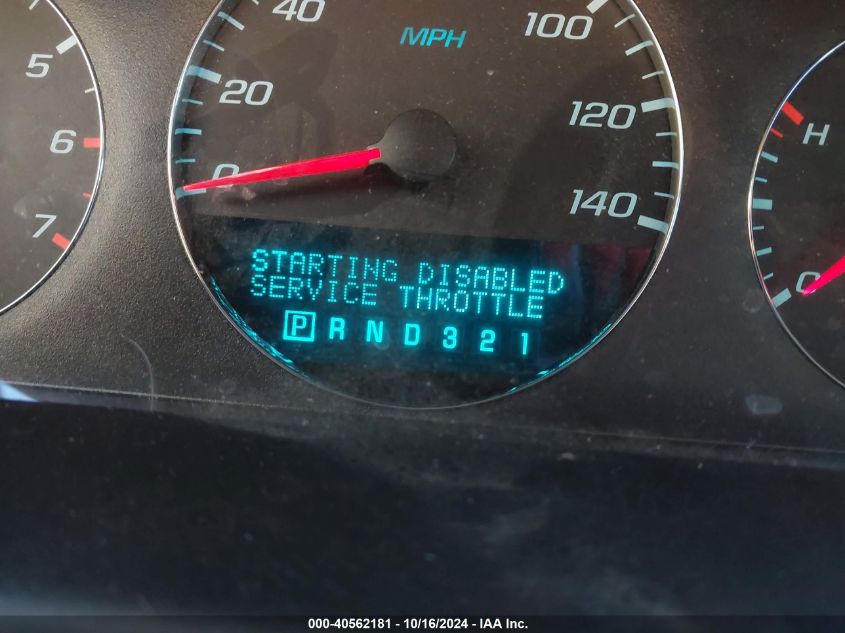 40
MPH
100
5
20
120
6
H
0
140
7
0
STARTING DISABLED
SERVICE THROTTLE
P R N D 3 2 1
000-40562181 - 10/16/2024 - IAA Inc.